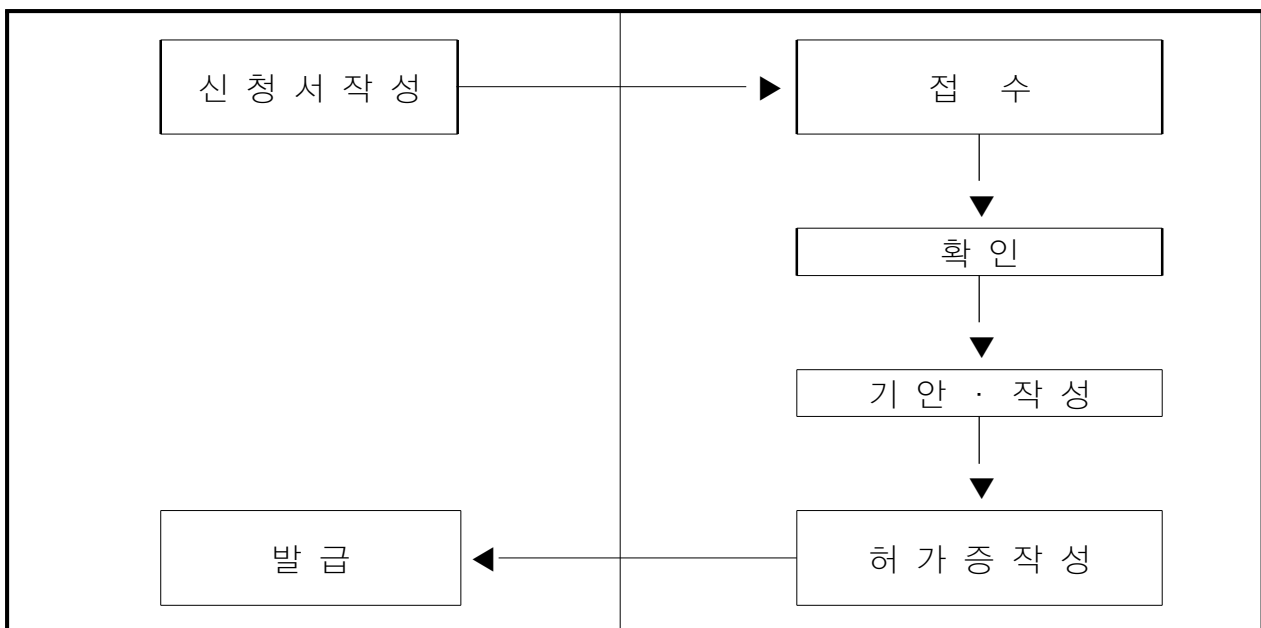 신 청 서 작 성
접 수
확 인
기 안 · 작 성
허 가 증 작 성
발 급